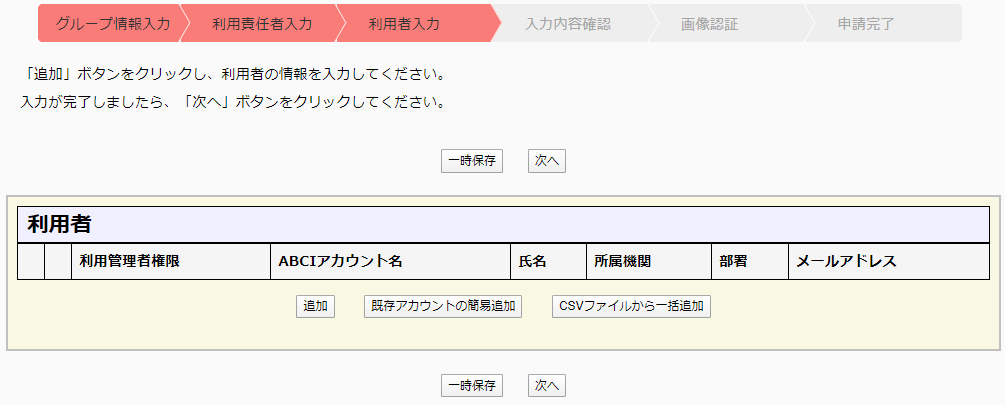 グループ情報入力 利用責任者入力 利用者入力 入力内容確認 画像認証 申請完了
「追加」ボタンをクリックし、利用者の情報を入力してください。
入力が完了しましたら、「次へ」ボタンをクリックしてください。
一時保存 次へ
利用者
利用管理者権限 ABCIアカウント名 氏名 所属機関 部署 メールアドレス
追加 既存アカウントの簡易追加 CSVファイルから一括追加
一時保存 次へ